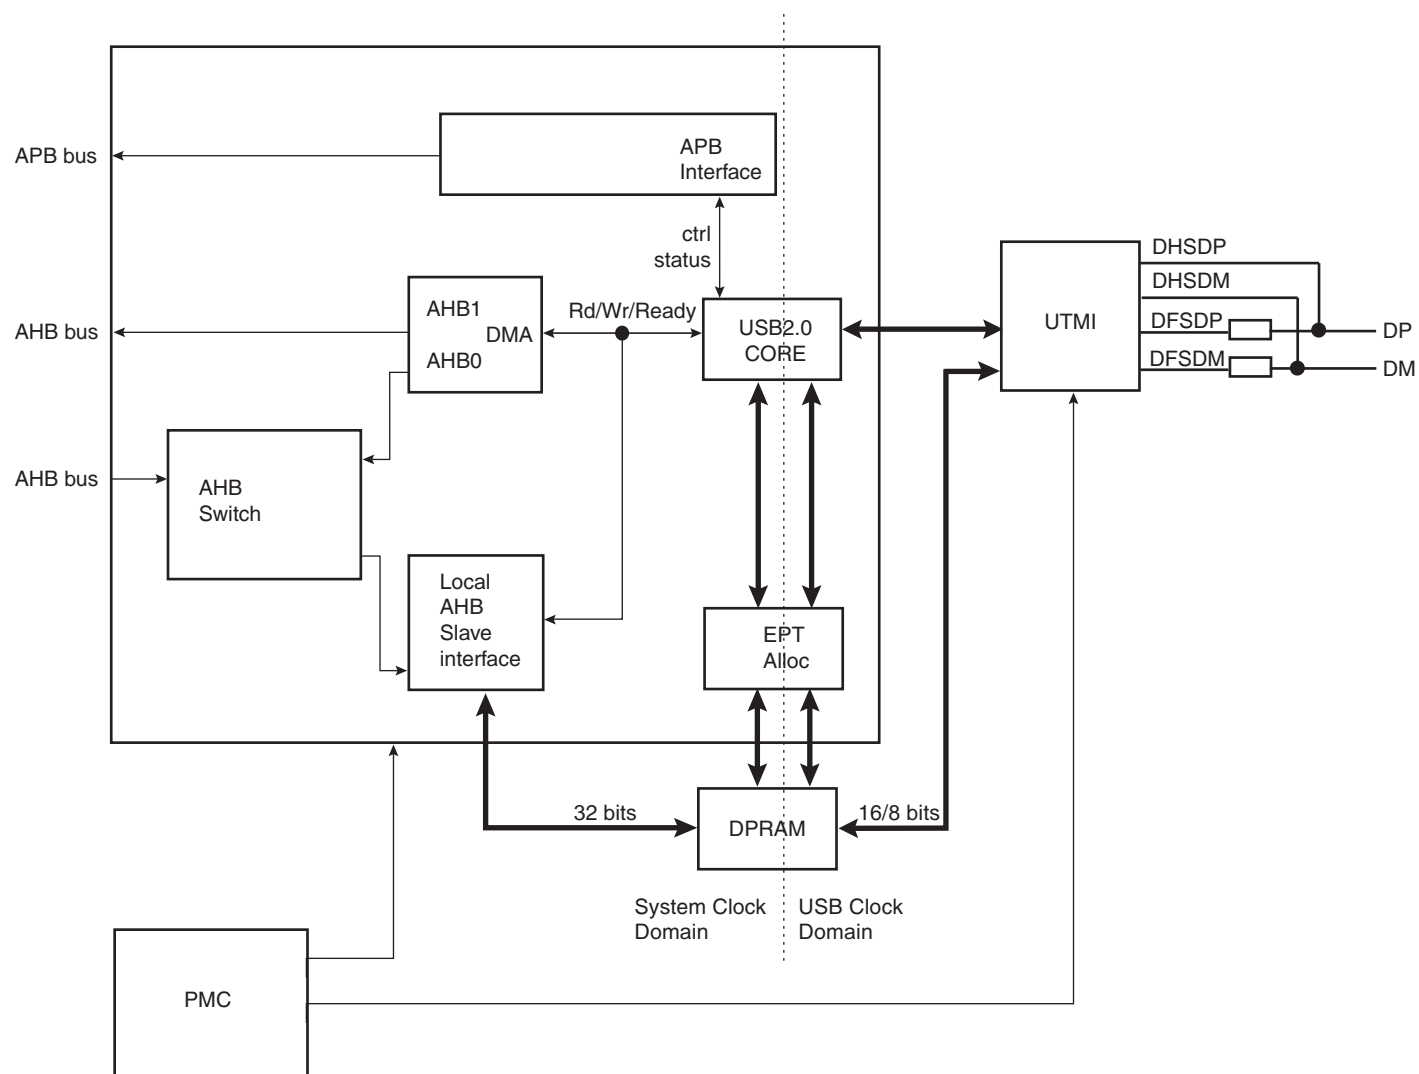 APB bus
APB
Interface
ctrl
status
AHB bus
AHB1
DMA
AHB0
Rd/Wr/Ready
USB2.0
CORE
UTMI
DHSDP
DHSDM
DFSDP
DFSDM
DP
DM
AHB bus
AHB
Switch
Local
AHB
Slave
interface
EPT
Alloc
32 bits
DPRAM
16/8 bits
System Clock
Domain
USB Clock
Domain
PMC